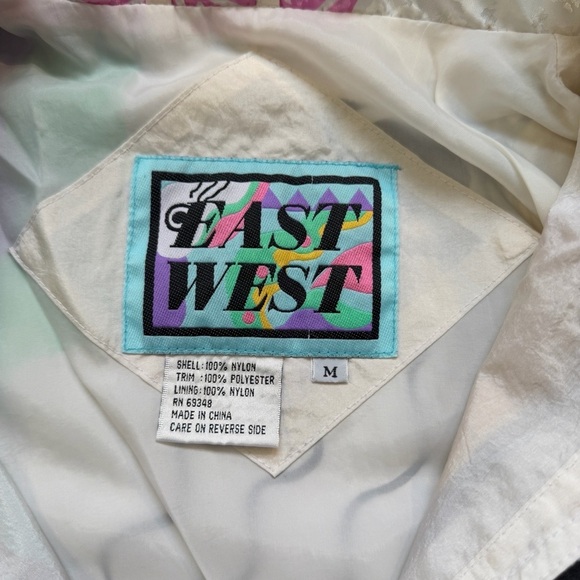 EAST
WEST
SHELL:100% NYLON
TRIM :100% POLYESTER
LINING:100% NYLON
RN 69348
MADE IN CHINA
CARE ON REVERSE SIDE
M